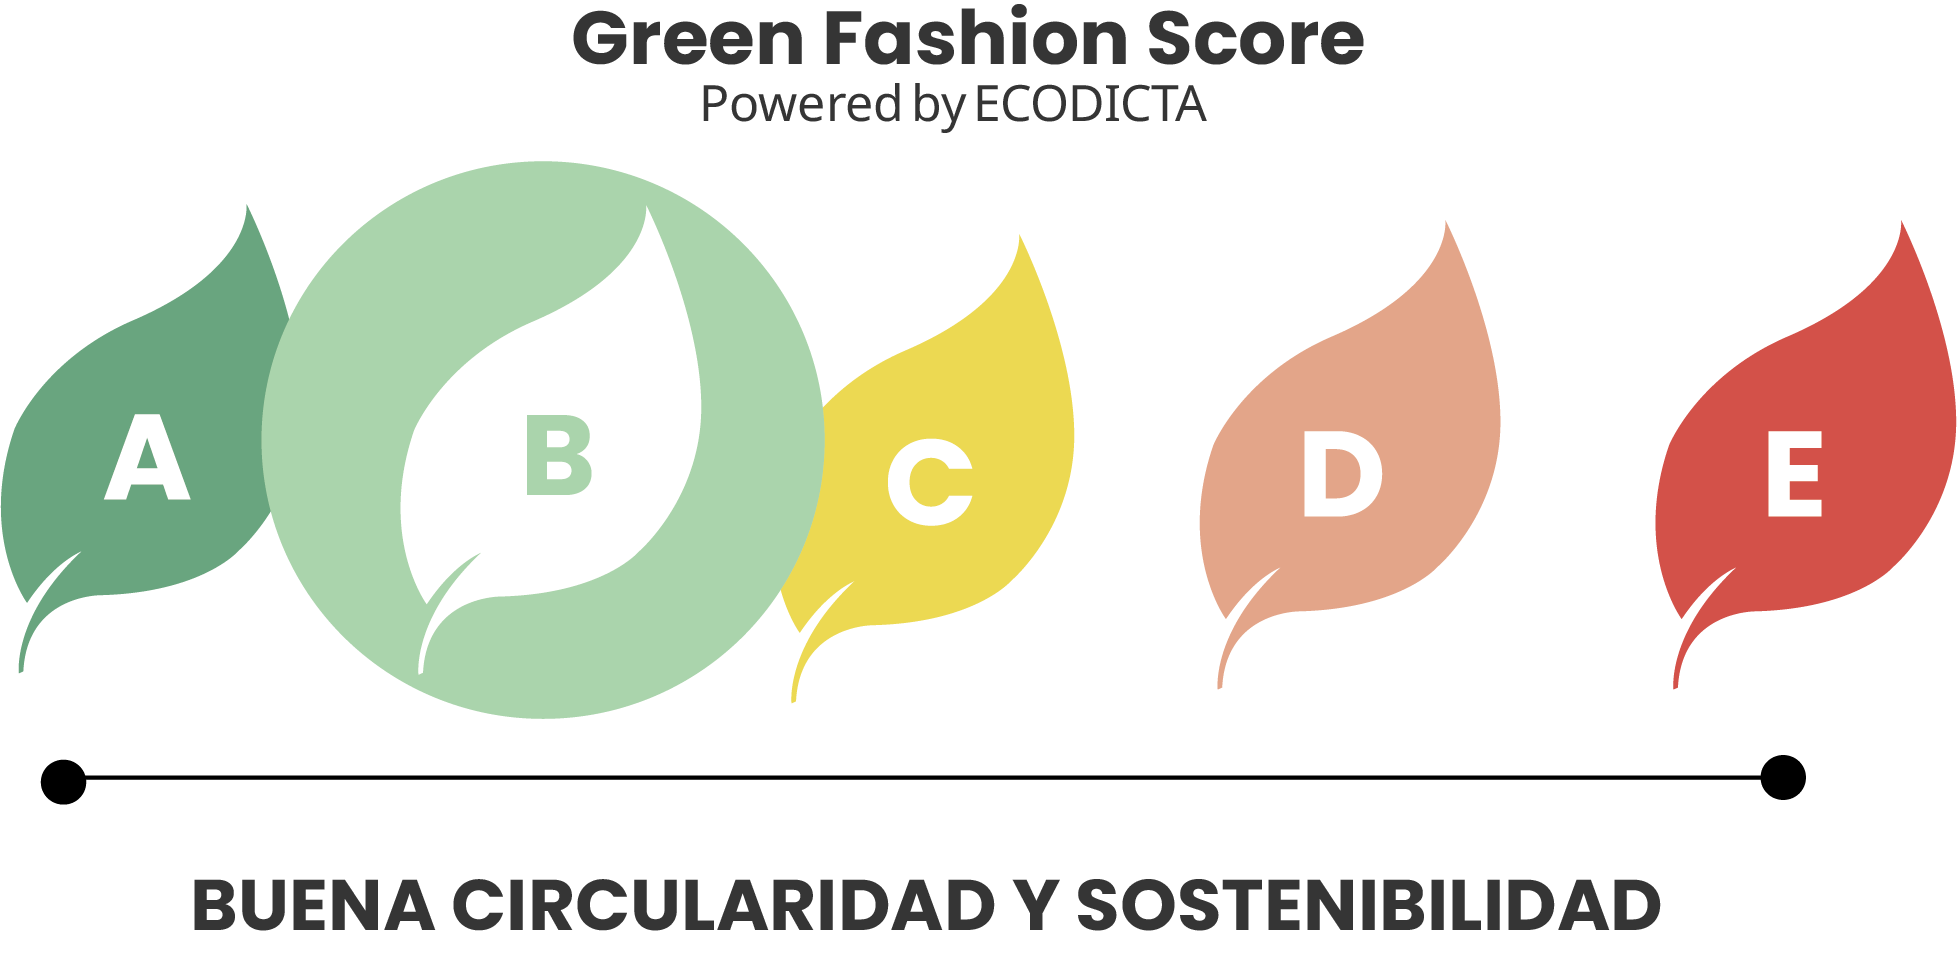 Green Fashion Score
Powered by ECODICTA
A B C D E
BUENA CIRCULARIDAD Y SOSTENIBILIDAD